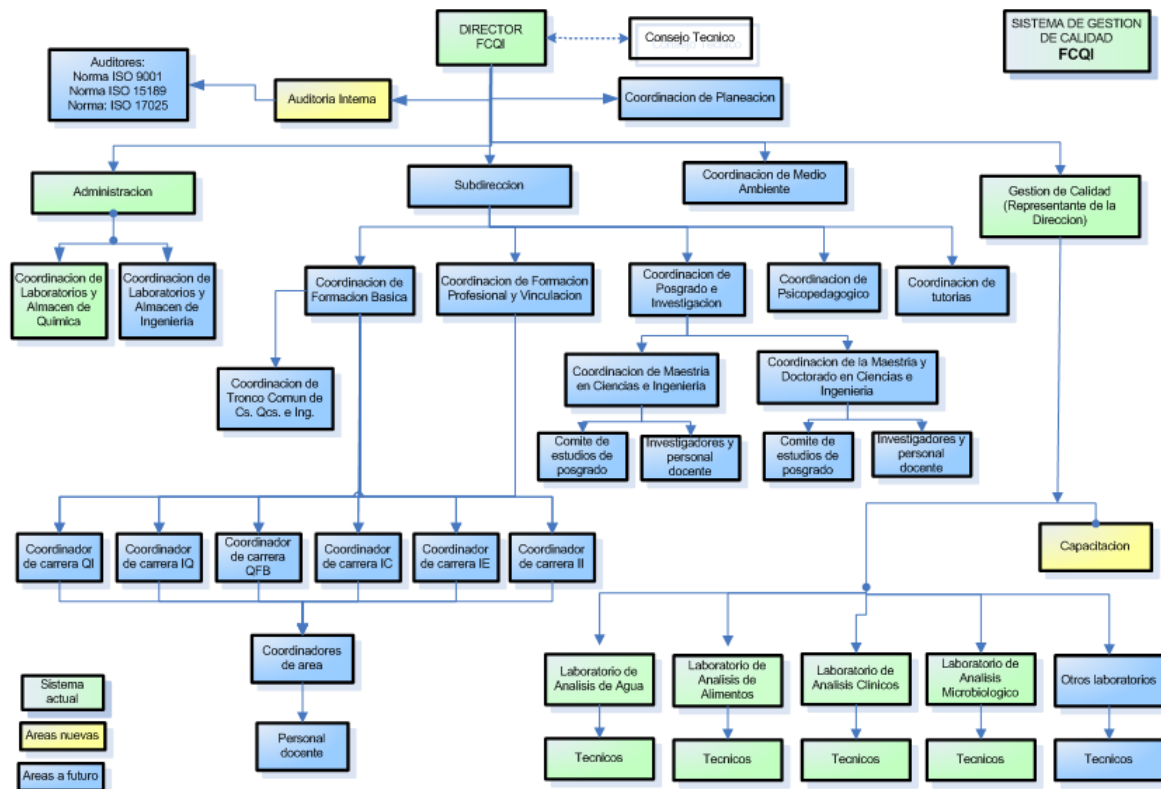 DIRECTOR
FCQI
Consejo Tecnico
Consejo Tecnico
SISTEMA DE GESTION
DE CALIDAD
FCQI
Auditores:
Norma ISO 9001
Norma ISO 15189
Norma: ISO 17025
Auditoria Interna
Coordinacion de Planeacion
Administracion
Subdireccion
Coordinacion de Medio
Ambiente
Gestion de Calidad
(Representante de la
Direccion)
Coordinacion de
Laboratorios y
Almacen de
Quimica
Coordinacion de
Laboratorios y
Almacen de
Ingenieria
Coordinacion de
Formacion Basica
Coordinacion de Formacion
Profesional y Vinculacion
Coordinacion de
Posgrado e
Investigacion
Coordinacion de
Psicopedagogico
Coordinacion de
tutorias
Coordinacion de
Tronco Comun de
Cs. Qcs. e Ing.
Coordinacion de Maestria
en Ciencias e Ingenieria
Coordinacion de la Maestria y
Doctorado en Ciencias e
Ingenieria
Comite de
estudios de
posgrado
Investigadores y
personal
docente
Comite de
estudios de
posgrado
Investigadores y
personal
docente
Coordinador
de carrera QI
Coordinador
de carrera IQ
Coordinador
de carrera
QFB
Coordinador
de carrera IC
Coordinador
de carrera IE
Coordinador
de carrera II
Capacitacion
Coordinadores
de area
Personal
docente
Laboratorio de
Analisis de Agua
Laboratorio de
Analisis de
Alimentos
Laboratorio de
Analisis Clinicos
Laboratorio de
Analisis
Microbiologico
Otros laboratorios
Tecnicos
Tecnicos
Tecnicos
Tecnicos
Tecnicos
Sistema
actual
Areas nuevas
Areas a futuro